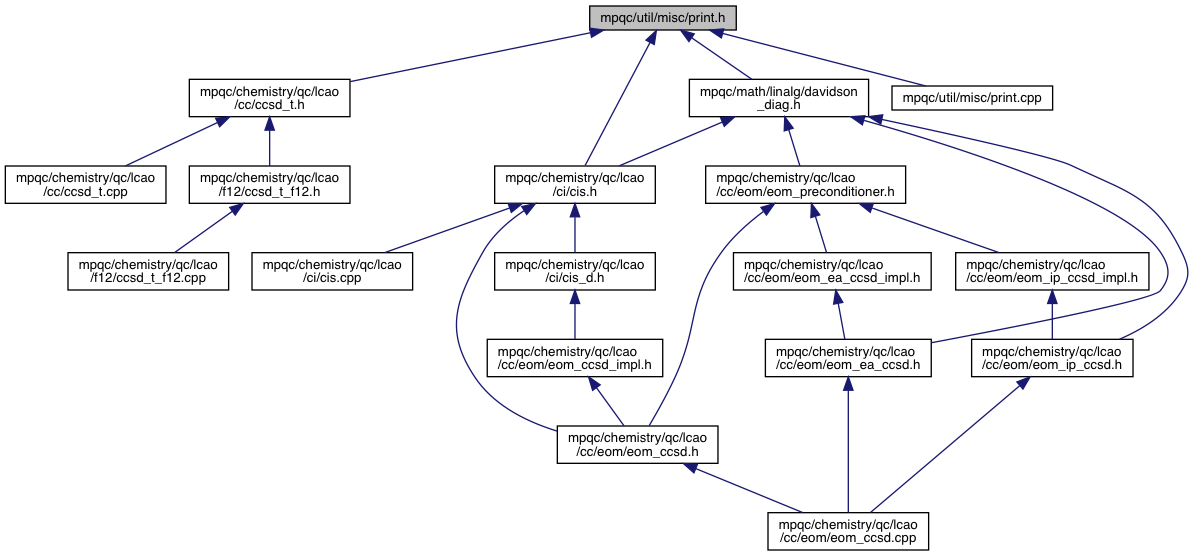 mpqc/util/misc/print.h
mpqc/chemistry/qc/lcao
/cc/ccsd_t.h
mpqc/math/linalg/davidson
_diag.h
mpqc/util/misc/print.cpp
mpqc/chemistry/qc/lcao
/cc/ccsd_t.cpp
mpqc/chemistry/qc/lcao
/f12/ccsd_t_f12.h
mpqc/chemistry/qc/lcao
/ci/cis.h
mpqc/chemistry/qc/lcao
/cc/eom/eom_preconditioner.h
mpqc/chemistry/qc/lcao
/f12/ccsd_t_f12.cpp
mpqc/chemistry/qc/lcao
/ci/cis.cpp
mpqc/chemistry/qc/lcao
/ci/cis_d.h
mpqc/chemistry/qc/lcao
/cc/eom/eom_ea_ccsd_impl.h
mpqc/chemistry/qc/lcao
/cc/eom/eom_ip_ccsd_impl.h
mpqc/chemistry/qc/lcao
/cc/eom/eom_ccsd_impl.h
mpqc/chemistry/qc/lcao
/cc/eom/eom_ea_ccsd.h
mpqc/chemistry/qc/lcao
/cc/eom/eom_ip_ccsd.h
mpqc/chemistry/qc/lcao
/cc/eom/eom_ccsd.h
mpqc/chemistry/qc/lcao
/cc/eom/eom_ccsd.cpp